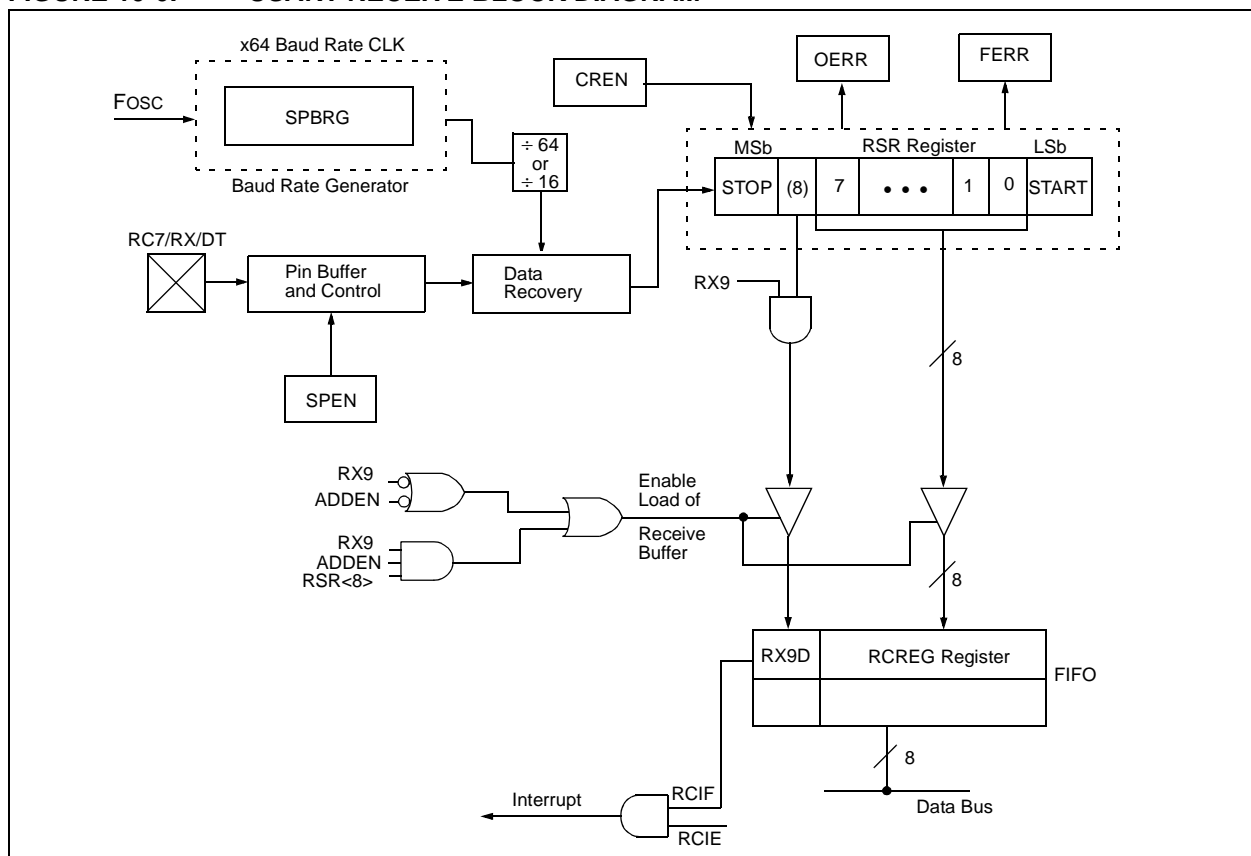 FIGURE 10-6: USART RECEIVE BLOCK DIAGRAM
x64 Baud Rate CLK
FOSC
SPBRG
Baud Rate Generator
CREN
OERR
FERR
÷ 64
or
÷ 16
MSb RSR Register LSb
STOP (8) 7 • • • 1 0 START
RC7/RX/DT
Pin Buffer
and Control
Data
Recovery
RX9
8
SPEN
RX9
ADDEN
Enable
Load of
Receive
Buffer
RX9
ADDEN
RSR<8>
8
RX9D RCREG Register
FIFO
8
Data Bus
Interrupt
RCIF
RCIE